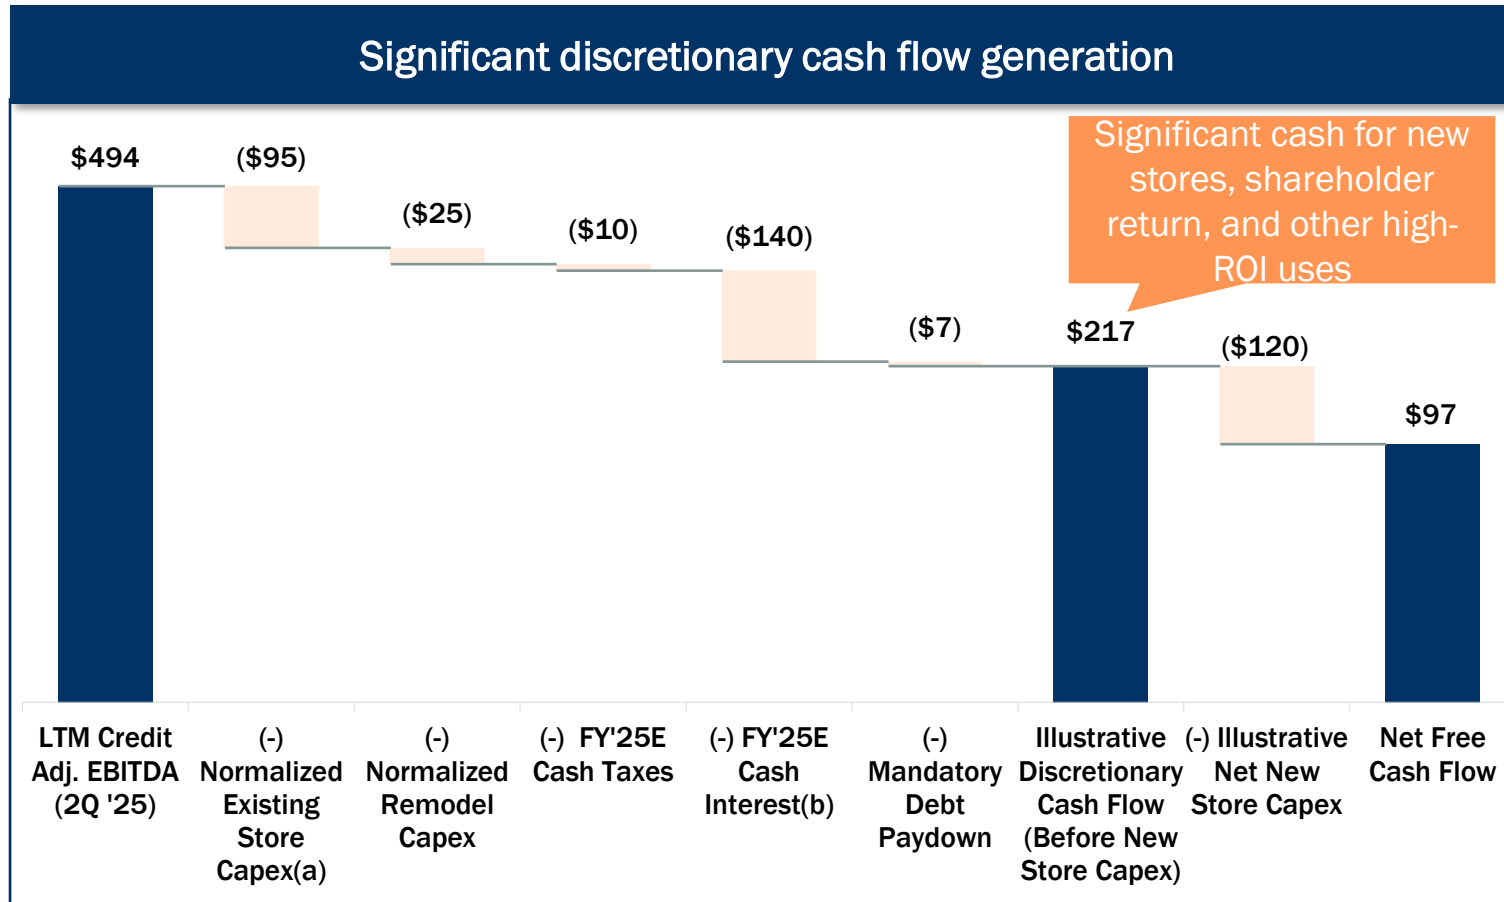 Significant discretionary cash flow generation
Significant cash for new
stores, shareholder
return, and other high-
ROI uses
$494
($95)
($25)
($10)
($140)
($7)
$217
($120)
$97
LTM Credit
Adj. EBITDA
(2Q '25)
(-)
Normalized
Existing
Store
Capex(a)
(-)
Normalized
Remodel
Capex
(-) FY'25E
Cash Taxes
(-) FY'25E
Cash
Interest(b)
(-)
Mandatory
Debt
Paydown
Illustrative
Discretionary
Cash Flow
(Before New
Store Capex)
(-) Illustrative
Net New
Store Capex
Net Free
Cash Flow